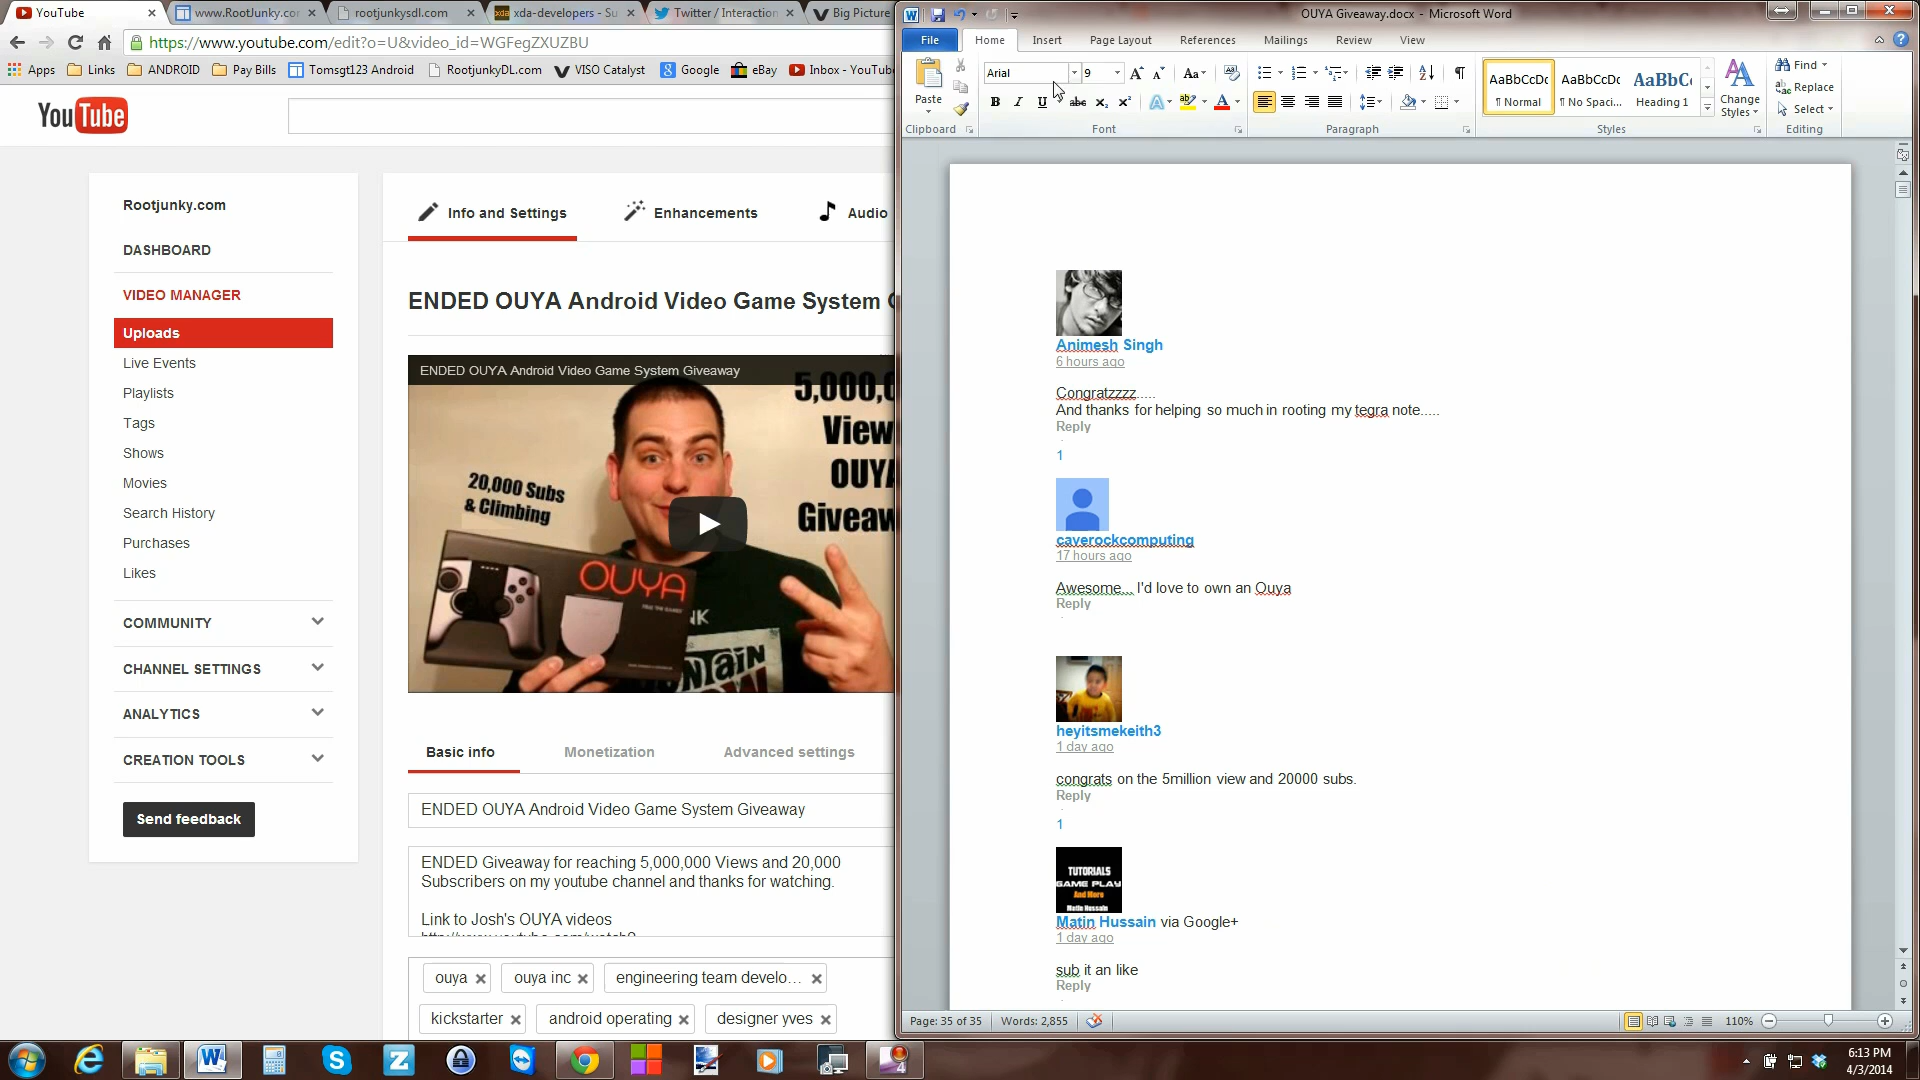 YouTube
www.RootJunky.co
rootjunkysdl.com
xda-developers - Su
Twitter / Interaction
Big Picture
https://www.youtube.com/edit?o=U&video_id=WGFegZXUZBU
Apps
Links
ANDROID
Pay Bills
Tomsgt123 Android
RootjunkyDL.com
VISO Catalyst
Google
eBay
Inbox - YouTube
YouTube
Rootjunky.com
DASHBOARD
VIDEO MANAGER
Uploads
Live Events
Playlists
Tags
Shows
Movies
Search History
Purchases
Likes
COMMUNITY
CHANNEL SETTINGS
ANALYTICS
CREATION TOOLS
Send feedback
Info and Settings
Enhancements
Audio
ENDED OUYA Android Video Game System
ENDED OUYA Android Video Game System Giveaway
5,000,0
View
OUYA
Giveaw
20,000 Subs
& Climbing
OUYA
Basic info
Monetization
Advanced settings
ENDED OUYA Android Video Game System Giveaway
ENDED Giveaway for reaching 5,000,000 Views and 20,000
Subscribers on my youtube channel and thanks for watching.
Link to Josh's OUYA videos
ouya
ouya inc
engineering team develo...
kickstarter
android operating
designer yves
OUYA Giveaway.docx - Microsoft Word
File
Home
Insert
Page Layout
References
Mailings
Review
View
Paste
Arial
9
AaBbCcDc
¶ Normal
AaBbCcDc
¶ No Spaci...
AaBbC
Heading 1
Change
Styles
Find
Replace
Select
Clipboard
Font
Paragraph
Styles
Editing
Animesh Singh
6 hours ago
Congratzzzz.....
And thanks for helping so much in rooting my tegra note.....
Reply
1
caverockcomputing
17 hours ago
Awesome... I'd love to own an Ouya
Reply
heyitsmekeith3
1 day ago
congrats on the 5million view and 20000 subs.
Reply
1
TUTORIALS
GAME PLAY
And More
Matin Hussain
Matin Hussain via Google+
1 day ago
sub it an like
Reply
Page: 35 of 35
Words: 2,855
110%
6:13 PM
4/3/2014